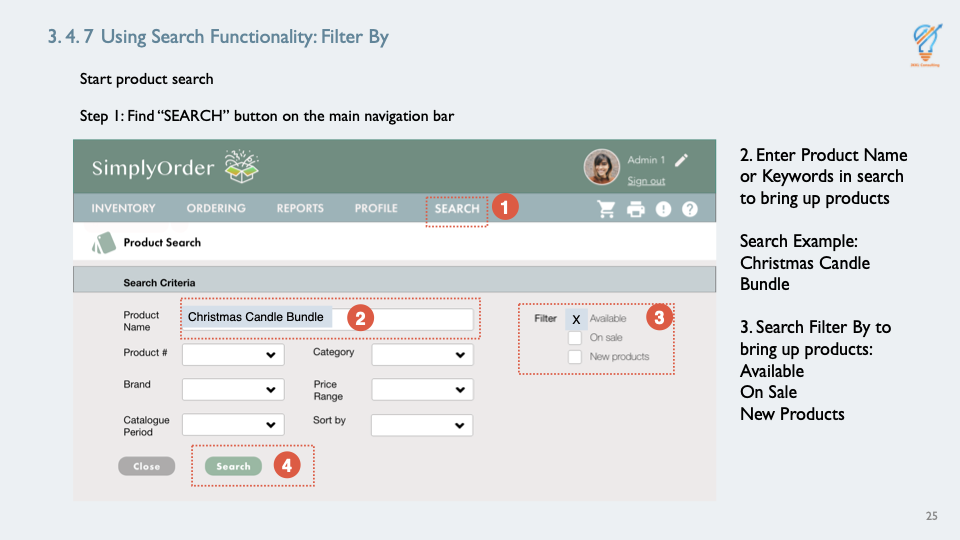 3. 4. 7 Using Search Functionality: Filter By
Start product search
Step 1: Find “SEARCH” button on the main navigation bar
SimplyOrder
Admin 1
Sign out
INVENTORY ORDERING REPORTS PROFILE SEARCH 1
Product Search
Search Criteria
Product
Name
Christmas Candle Bundle 2
Filter X Available 3
On sale
New products
Product # Category
Brand Price
Range
Catalogue
Period
Sort by
Close Search 4
2. Enter Product Name
or Keywords in search
to bring up products
Search Example:
Christmas Candle
Bundle
3. Search Filter By to
bring up products:
Available
On Sale
New Products
25